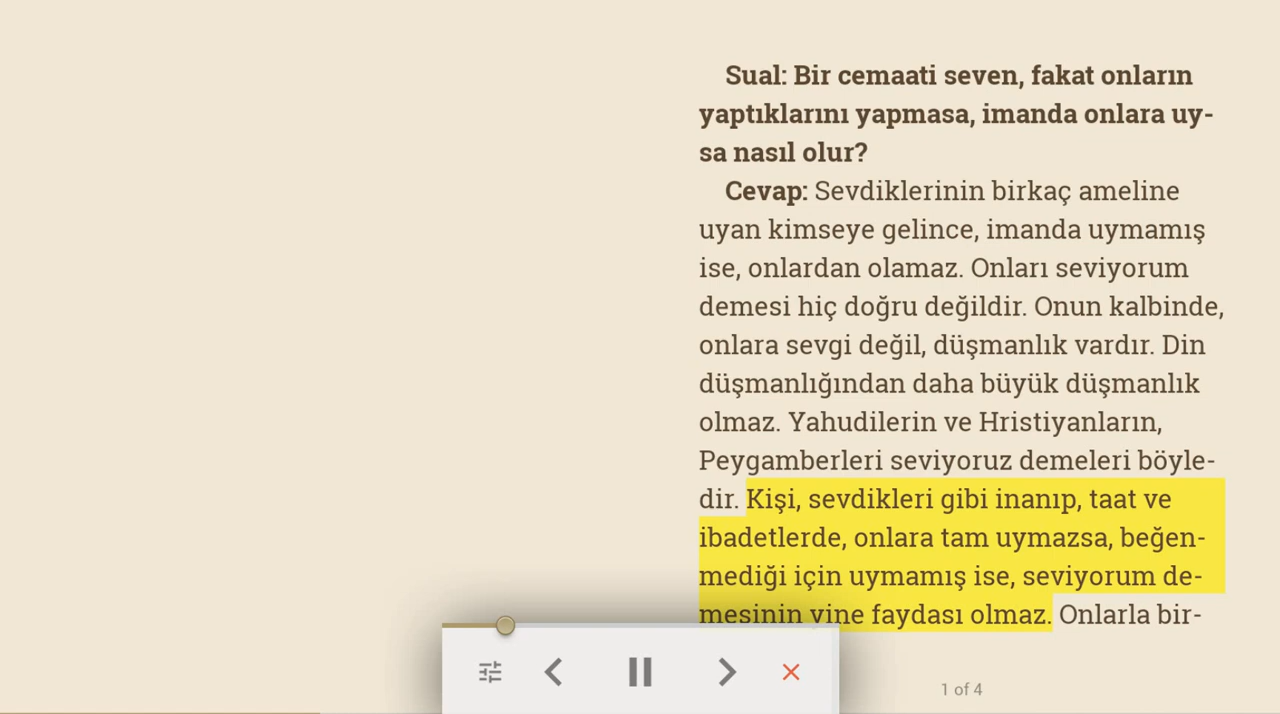 Sual: Bir cemaati seven, fakat onların
yaptıklarını yapmasa, imanda onlara uy-
sa nasıl olur?
Cevap: Sevdiklerinin birkaç ameline
uyan kimseye gelince, imanda uymamış
ise, onlardan olamaz. Onları seviyorum
demesi hiç doğru değildir. Onun kalbinde,
onlara sevgi değil, düşmanlık vardır. Din
düşmanlığından daha büyük düşmanlık
olmaz. Yahudilerin ve Hristiyanların,
Peygamberleri seviyoruz demeleri böyle-
dir. Kişi, sevdikleri gibi inanıp, taat ve
ibadetlerde, onlara tam uymazsa, beğen-
mediği için uymamış ise, seviyorum de-
mesinin yine faydası olmaz. Onlarla bir-
1 of 4